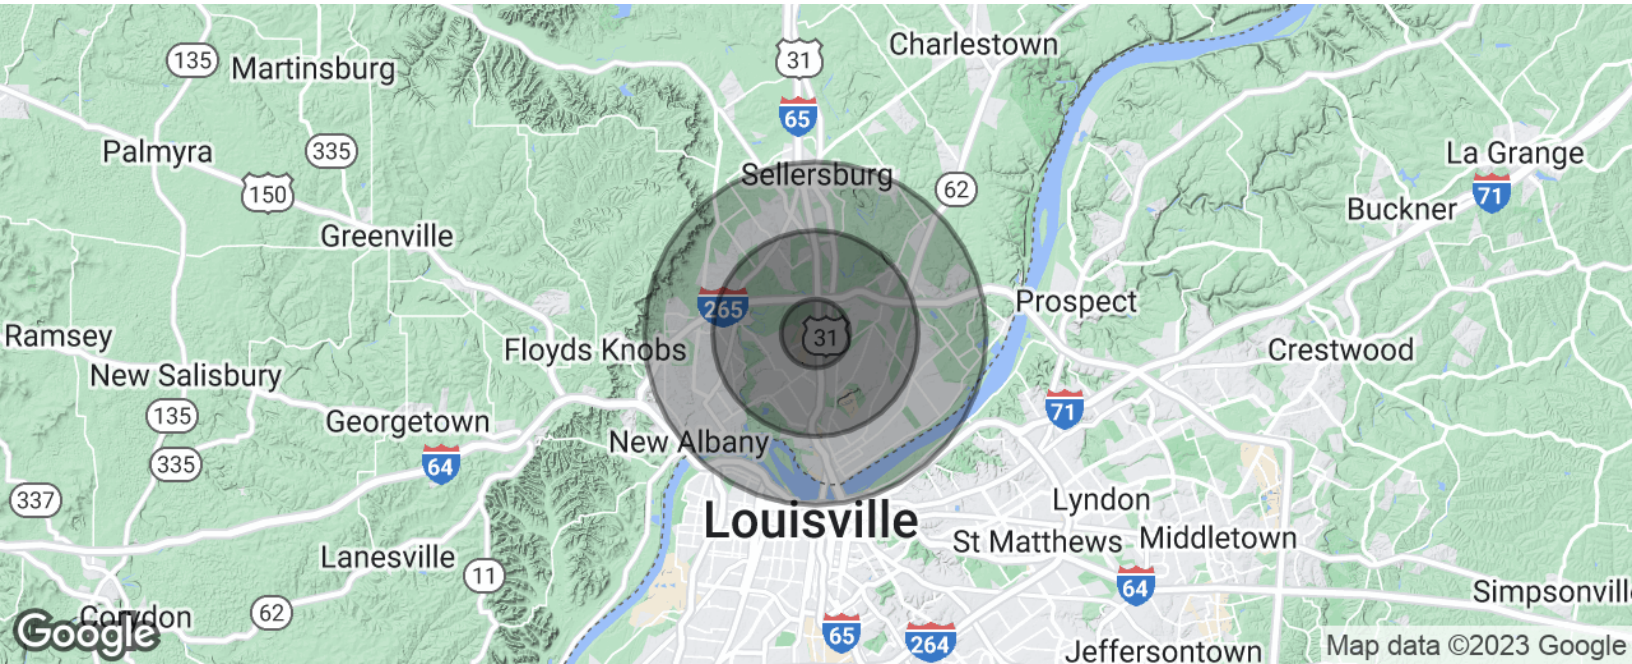 31
Charlestown
135
Martinsburg
65
335
Palmyra
La Grange
Sellersburg
62
71
150
Buckner
Greenville
Prospect
265
Ramsey
31
Floyds Knobs
Crestwood
New Salisbury
135
71
Georgetown
New Albany
64
335
337
Lyndon
Louisville
St Matthews
Middletown
Lanesville
11
64
Simpsonvill
62
Corydon
Google
65
264
Jeffersontown
Map data ©2023 Google